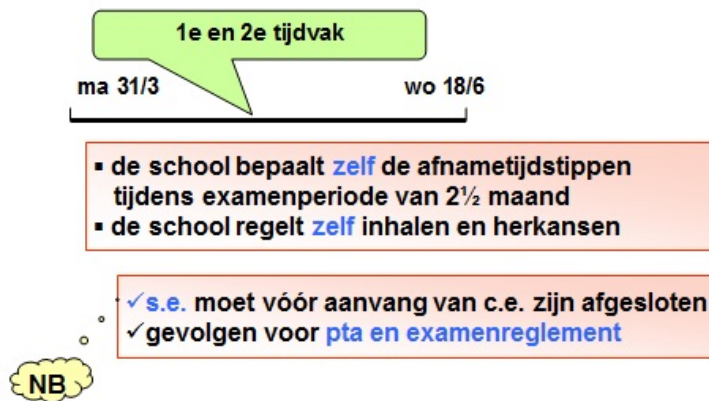 1e en 2e tijdvak
ma 31/3
wo 18/6
▪ de school bepaalt zelf de afnametijdstippen
tijdens examenperiode van 2½ maand
▪ de school regelt zelf inhalen en herkansen
✓s.e. moet vóór aanvang van c.e. zijn afgesloten
✓gevolgen voor pta en examenreglement
NB